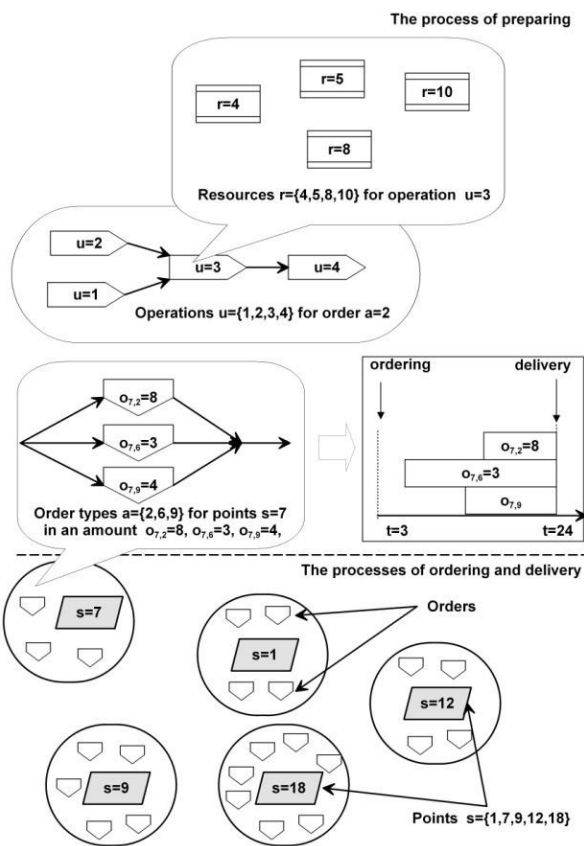 The process of preparing
r=4
r=5
r=10
r=8
Resources r={4,5,8,10} for operation u=3
u=2
u=3
u=4
u=1
Operations u={1,2,3,4} for order a=2
o7,2=8
o7,6=3
o7,9=4
Order types a={2,6,9} for points s=7
in an amount o7,2=8, o7,6=3, o7,9=4,
ordering
delivery
o7,2=8
o7,6=3
o7,9
t=3
t=24
The processes of ordering and delivery
s=7
Orders
s=1
s=12
s=9
s=18
Points s={1,7,9,12,18}